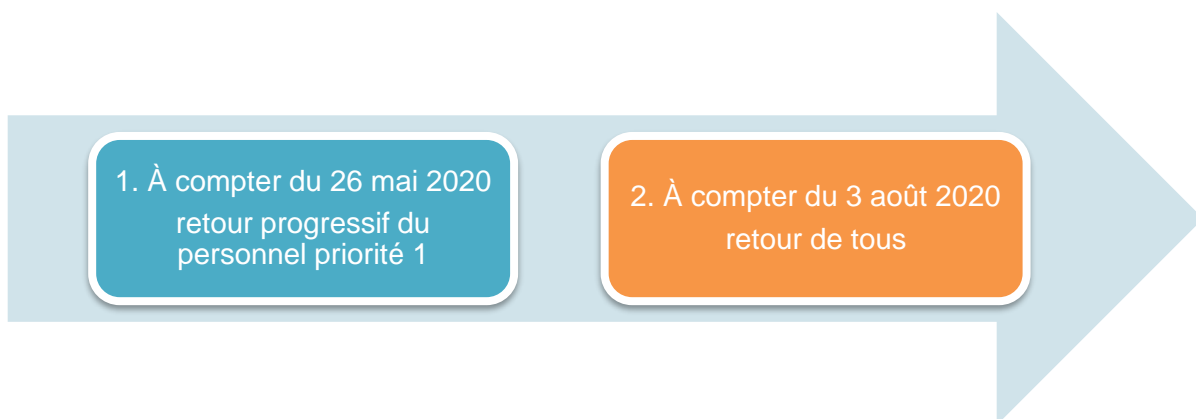 1. À compter du 26 mai 2020
retour progressif du
personnel priorité 1
2. À compter du 3 août 2020
retour de tous